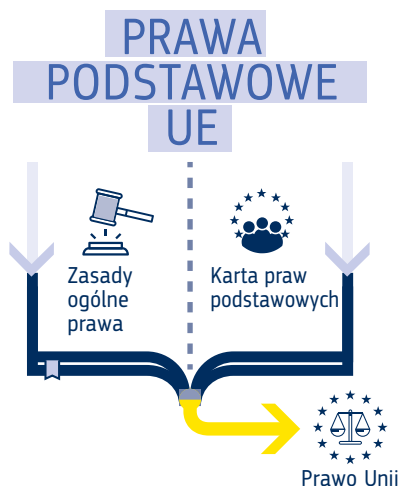 PRAWA
PODSTAWOWE
UE
Zasady
ogólne
prawa
Karta praw
podstawowych
Prawo Unii